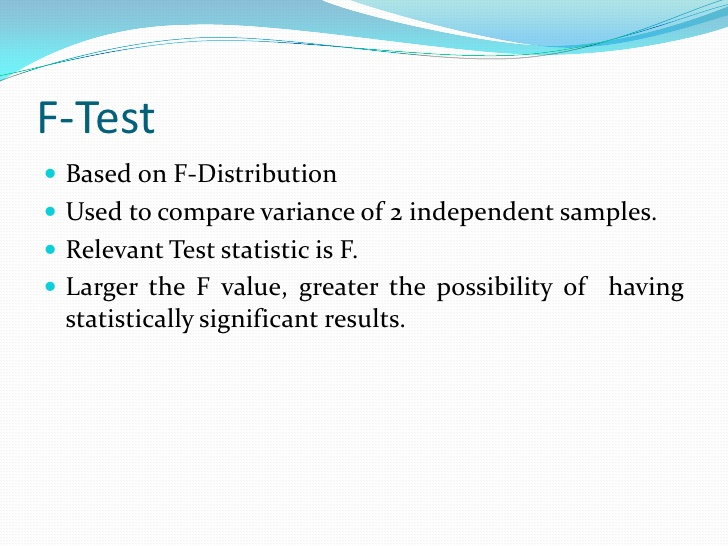 F-Test
• Based on F-Distribution
• Used to compare variance of 2 independent samples.
• Relevant Test statistic is F.
• Larger the F value, greater the possibility of having
statistically significant results.